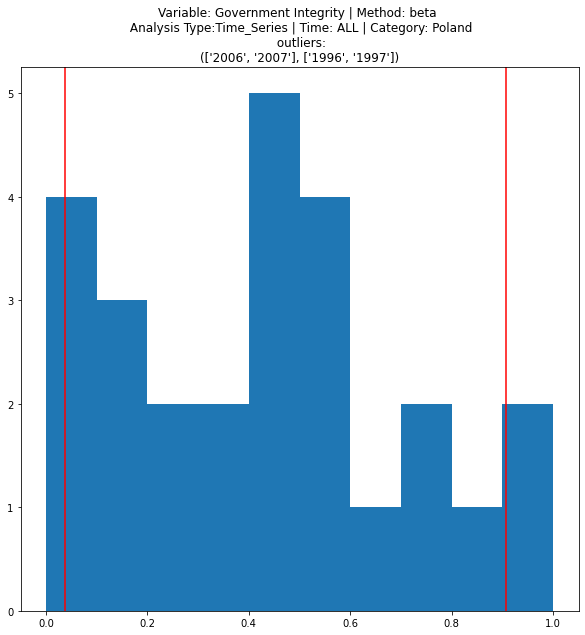 Variable: Government Integrity | Method: beta
Analysis Type:Time_Series | Time: ALL | Category: Poland
outliers:
(['2006', '2007'], ['1996', '1997'])
5
4
3
2
1
0
0.0 0.2 0.4 0.6 0.8 1.0